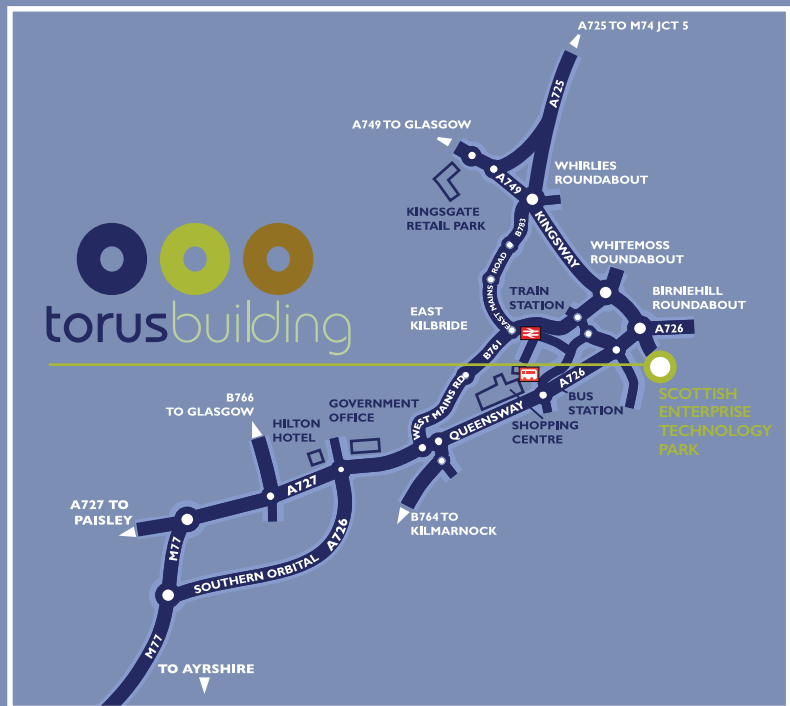 A725 TO M74 JCT 5
A725
A749 TO GLASGOW
WHIRLIES
ROUNDABOUT
A749
KINGSGATE
RETAIL PARK
B783
KINGSWAY
WHITEMOSS
ROUNDABOUT
EAST MAINS ROAD
TRAIN
STATION
BIRNIEHILL
ROUNDABOUT
A726
torusbuilding
EAST
KILBRIDE
B761
WEST MAINS RD
A726
QUEENSWAY
BUS
STATION
SHOPPING
CENTRE
SCOTTISH
ENTERPRISE
TECHNOLOGY
PARK
B766
TO GLASGOW
HILTON
HOTEL
GOVERNMENT
OFFICE
A727
A727 TO
PAISLEY
B764 TO
KILMARNOCK
M77
SOUTHERN ORBITAL
A726
M77
TO AYRSHIRE